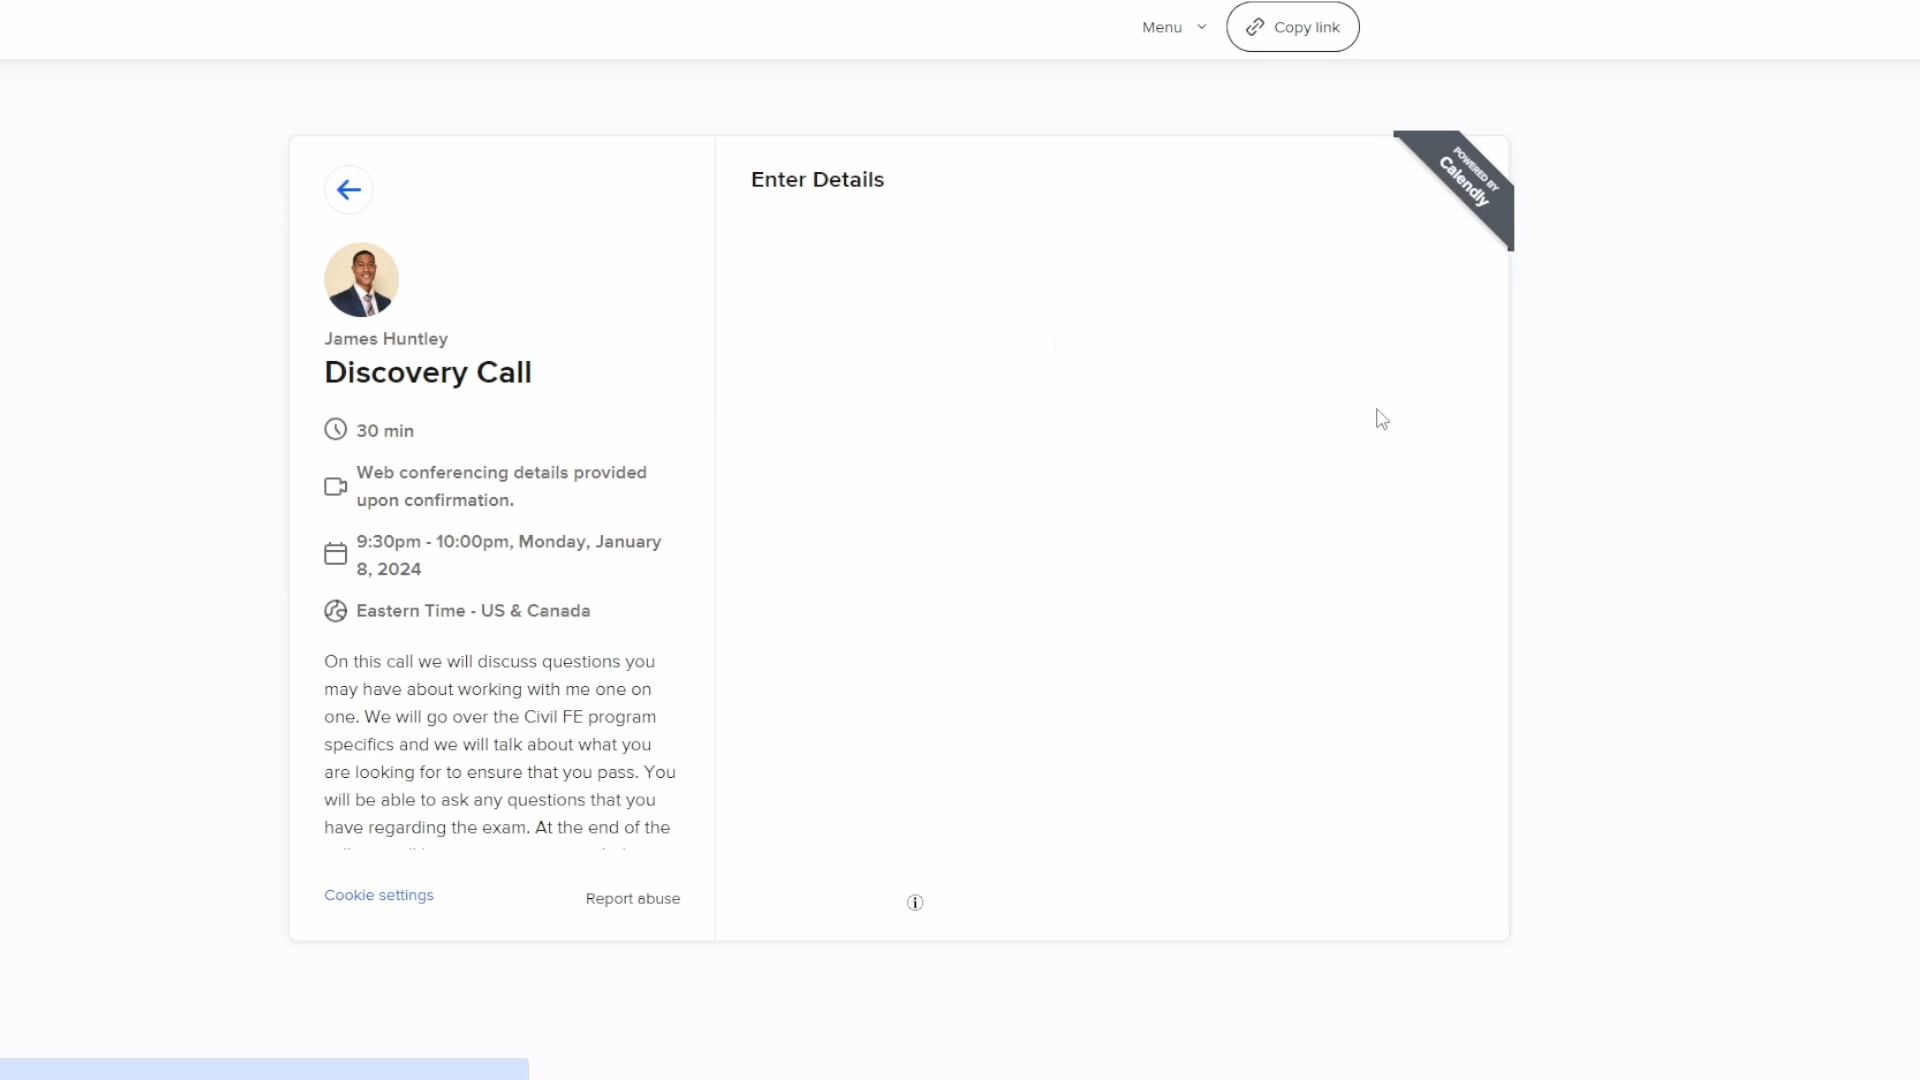 Menu
Copy link
POWERED BY
Calendly
Enter Details
James Huntley
Discovery Call
30 min
Web conferencing details provided
upon confirmation.
9:30pm - 10:00pm, Monday, January
8, 2024
Eastern Time - US & Canada
On this call we will discuss questions you
may have about working with me one on
one. We will go over the Civil FE program
specifics and we will talk about what you
are looking for to ensure that you pass. You
will be able to ask any questions that you
have regarding the exam. At the end of the
Cookie settings
Report abuse